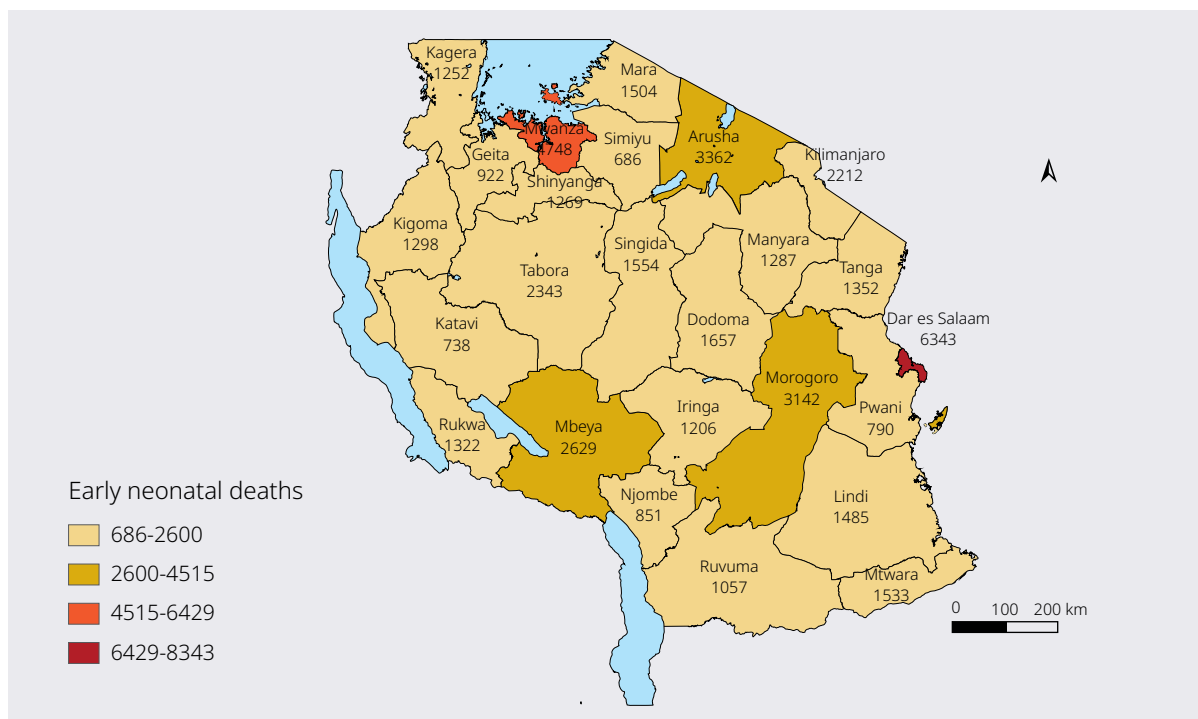 Kagera
1252
Mara
1504
Mwanza
4748
Simiyu
686
Arusha
3362
Kilimanjaro
2212
Geita
922
Shinyanga
1269
Kigoma
1298
Tabora
2343
Singida
1554
Manyara
1287
Tanga
1352
Katavi
738
Dodoma
1657
Dar es Salaam
6343
Morogoro
3142
Pwani
790
Rukwa
1322
Mbeya
2629
Iringa
1206
Njombe
851
Lindi
1485
Ruvuma
1057
Mtwara
1533
Early neonatal deaths
686-2600
2600-4515
4515-6429
6429-8343
0 100 200 km